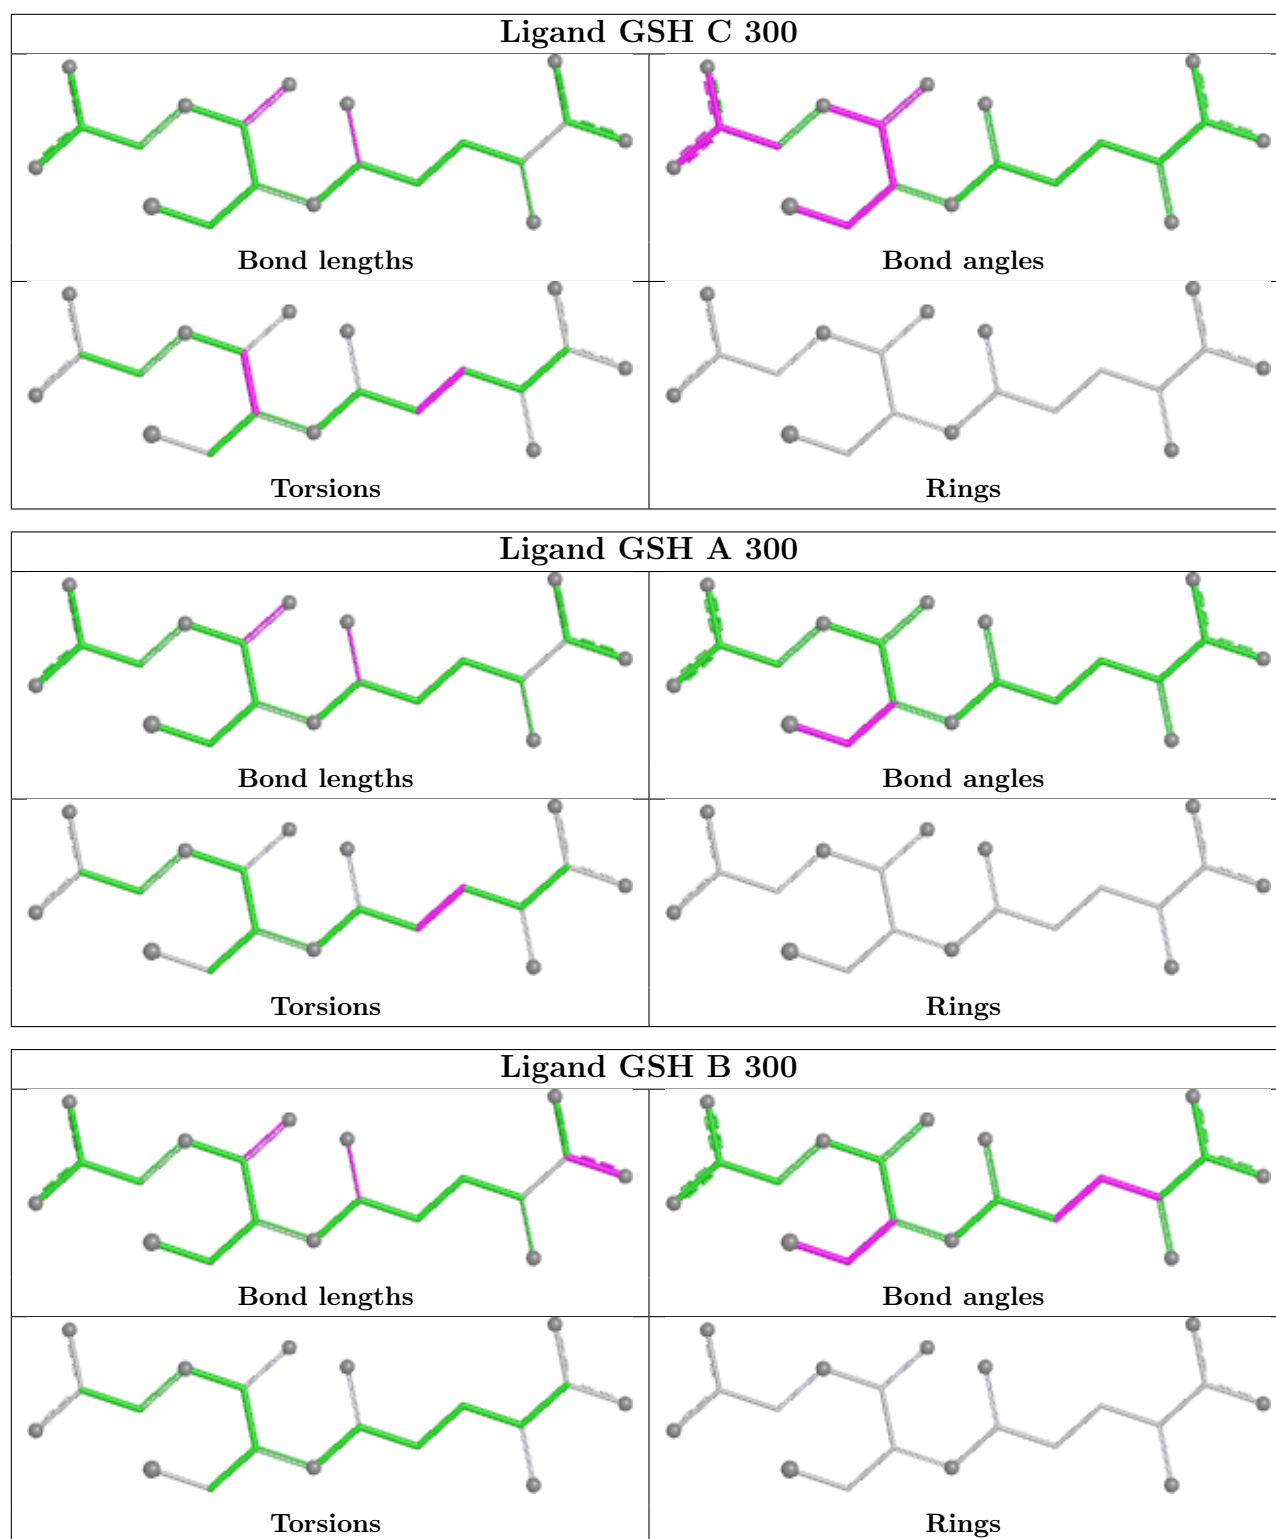 Ligand GSH C 300
Bond lengths
Bond angles
Torsions
Rings
Ligand GSH A 300
Bond lengths
Bond angles
Torsions
Rings
Ligand GSH B 300
Bond lengths
Bond angles
Torsions
Rings